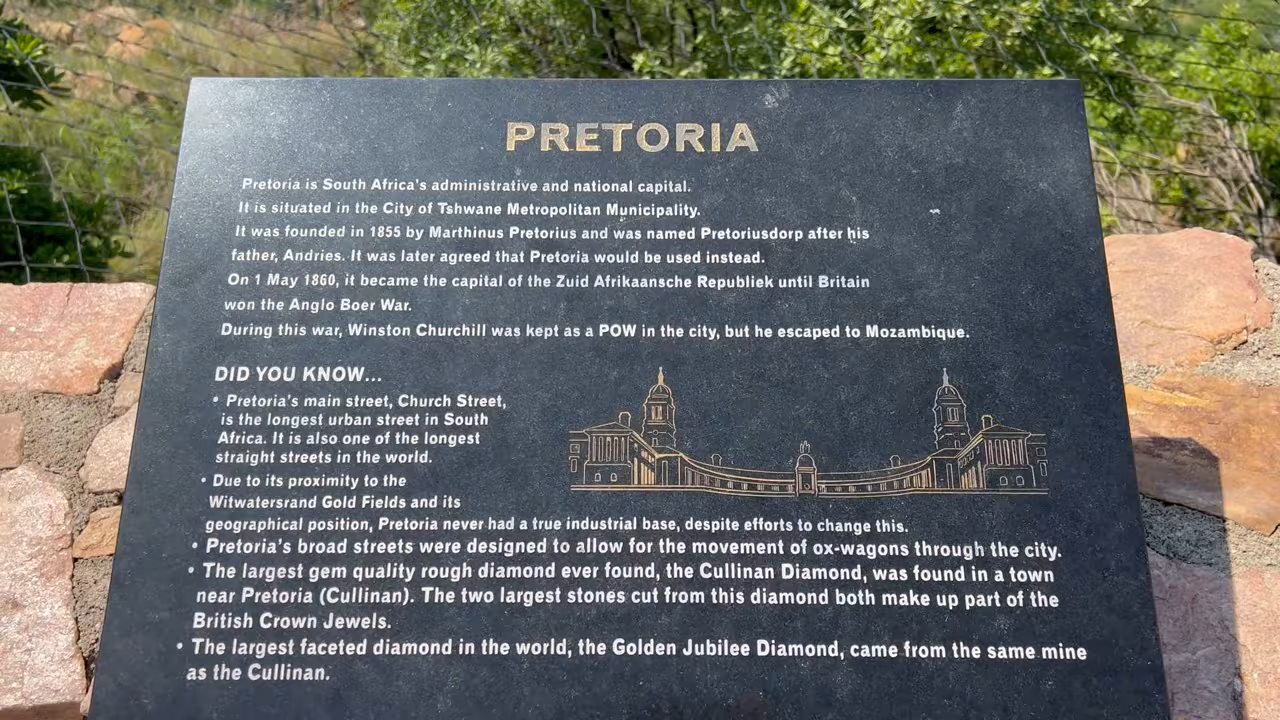 PRETORIA
Pretoria is South Africa's administrative and national capital.
It is situated in the City of Tshwane Metropolitan Municipality.
It was founded in 1855 by Marthinus Pretorius and was named Pretoriusdorp after his
father, Andries. It was later agreed that Pretoria would be used instead.
On 1 May 1860, it became the capital of the Zuid Afrikaansche Republiek until Britain
won the Anglo Boer War.
During this war, Winston Churchill was kept as a POW in the city, but he escaped to Mozambique.
DID YOU KNOW...
• Pretoria's main street, Church Street,
is the longest urban street in South
Africa. It is also one of the longest
straight streets in the world.
• Due to its proximity to the
Witwatersrand Gold Fields and its
geographical position, Pretoria never had a true industrial base, despite efforts to change this.
• Pretoria's broad streets were designed to allow for the movement of ox-wagons through the city.
• The largest gem quality rough diamond ever found, the Cullinan Diamond, was found in a town
near Pretoria (Cullinan). The two largest stones cut from this diamond both make up part of the
British Crown Jewels.
• The largest faceted diamond in the world, the Golden Jubilee Diamond, came from the same mine
as the Cullinan.